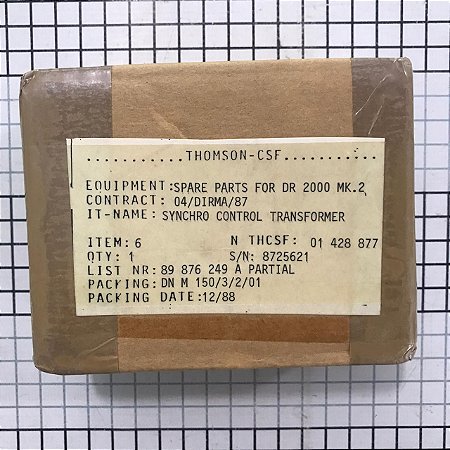 ...........THOMSON-CSF...........
EQUIPMENT:SPARE PARTS FOR DR 2000 MK.2
CONTRACT: 04/DIRMA/87
IT-NAME: SYNCHRO CONTROL TRANSFORMER
ITEM: 6 N THCSF: 01 428 877
QTY: 1 S/N: 8725621
LIST NR: 89 876 249 A PARTIAL
PACKING: DN M 150/3/2/01
PACKING DATE:12/88